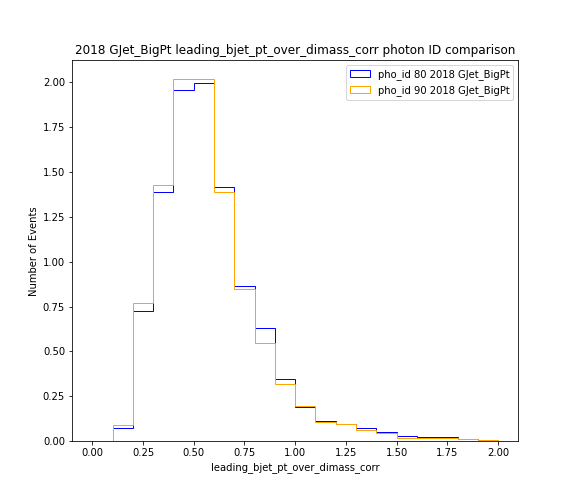 2018 GJet_BigPt leading_bjet_pt_over_dimass_corr photon ID comparison
pho_id 80 2018 GJet_BigPt
pho_id 90 2018 GJet_BigPt
Number of Events
2.00
1.75
1.50
1.25
1.00
0.75
0.50
0.25
0.00
0.00 0.25 0.50 0.75 1.00 1.25 1.50 1.75 2.00
leading_bjet_pt_over_dimass_corr